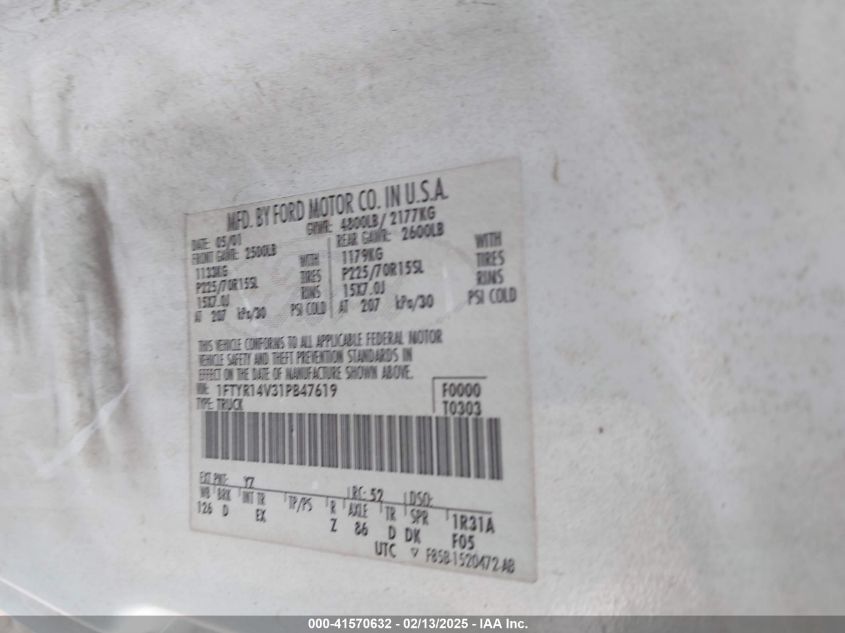 MFD. BY FORD MOTOR CO. IN U.S.A.
DATE: 05/01 GVWR: 4800LB/ 2177KG
FRONT GAWR: 2500LB REAR GAWR: 2600LB
1133KG WITH 1179KG WITH
P225/70R15SL TIRES P225/70R15SL TIRES
15X7.0J RINS 15X7.0J RINS
AT 207 kPa/30 PSI COLD AT 207 kPa/30 PSI COLD
THIS VEHICLE CONFORMS TO ALL APPLICABLE FEDERAL MOTOR
VEHICLE SAFETY AND THEFT PREVENTION STANDARDS IN
EFFECT ON THE DATE OF MANUFACTURE SHOWN ABOVE.
VIN: 1FTYR14V31PB47619 F0000
TYPE: TRUCK T0303
EXT PNT: YZ RC: 52 DSO:
WB BRK INT TR TP/PS R AXLE TR SPR 1R31A
126 D EX Z 86 D DK F05
UTC ▽ F85B-1520472-AB
000-41570632 - 02/13/2025 - IAA Inc.